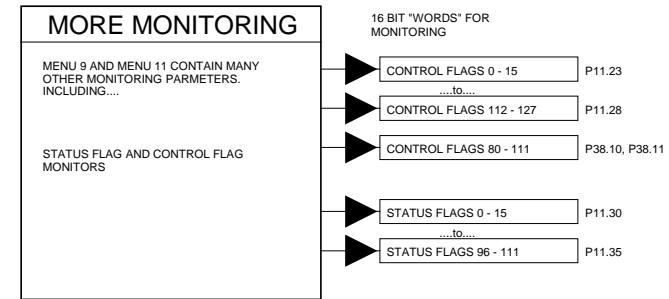 MORE MONITORING
MENU 9 AND MENU 11 CONTAIN MANY
OTHER MONITORING PARMETERS.
INCLUDING....
STATUS FLAG AND CONTROL FLAG
MONITORS
16 BIT "WORDS" FOR
MONITORING
CONTROL FLAGS 0 - 15 P11.23
....to....
CONTROL FLAGS 112 - 127 P11.28
CONTROL FLAGS 80 - 111 P38.10, P38.11
STATUS FLAGS 0 - 15 P11.30
....to....
STATUS FLAGS 96 - 111 P11.35